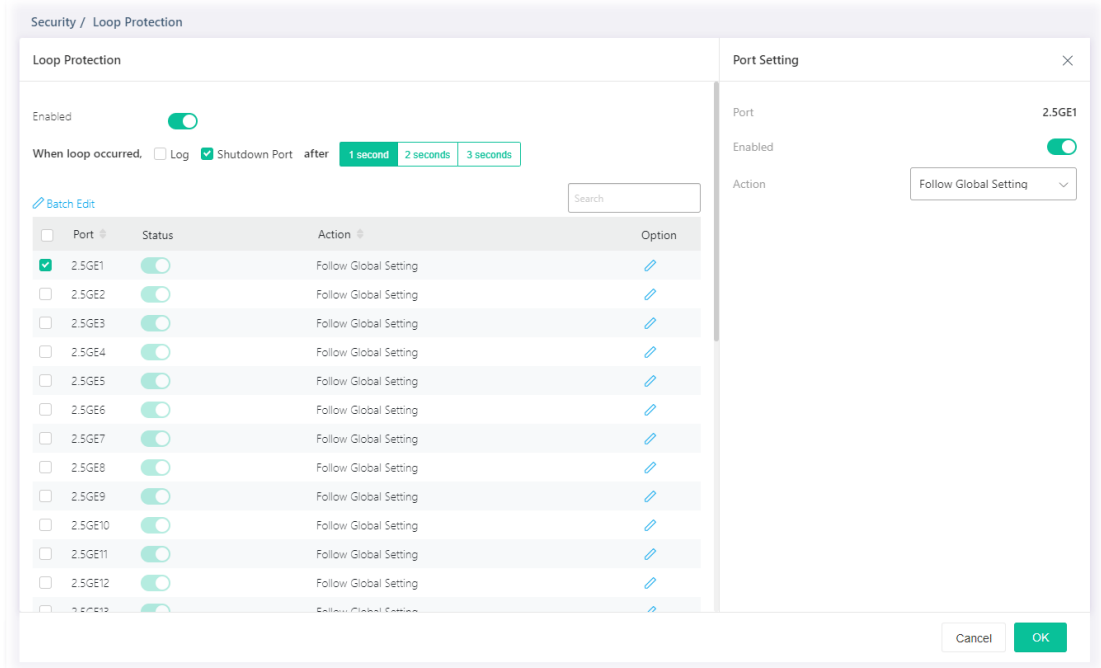 Security / Loop Protection
Loop Protection
Port Setting
Port 2.5GE1
Enabled
Action Follow Global Setting
Enabled
When loop occurred, Log Shutdown Port after 1 second 2 seconds 3 seconds
Batch Edit
Search
Port Status Action Option
2.5GE1 Follow Global Setting
2.5GE2 Follow Global Setting
2.5GE3 Follow Global Setting
2.5GE4 Follow Global Setting
2.5GE5 Follow Global Setting
2.5GE6 Follow Global Setting
2.5GE7 Follow Global Setting
2.5GE8 Follow Global Setting
2.5GE9 Follow Global Setting
2.5GE10 Follow Global Setting
2.5GE11 Follow Global Setting
2.5GE12 Follow Global Setting
2.5GE13 Follow Global Setting
Cancel OK